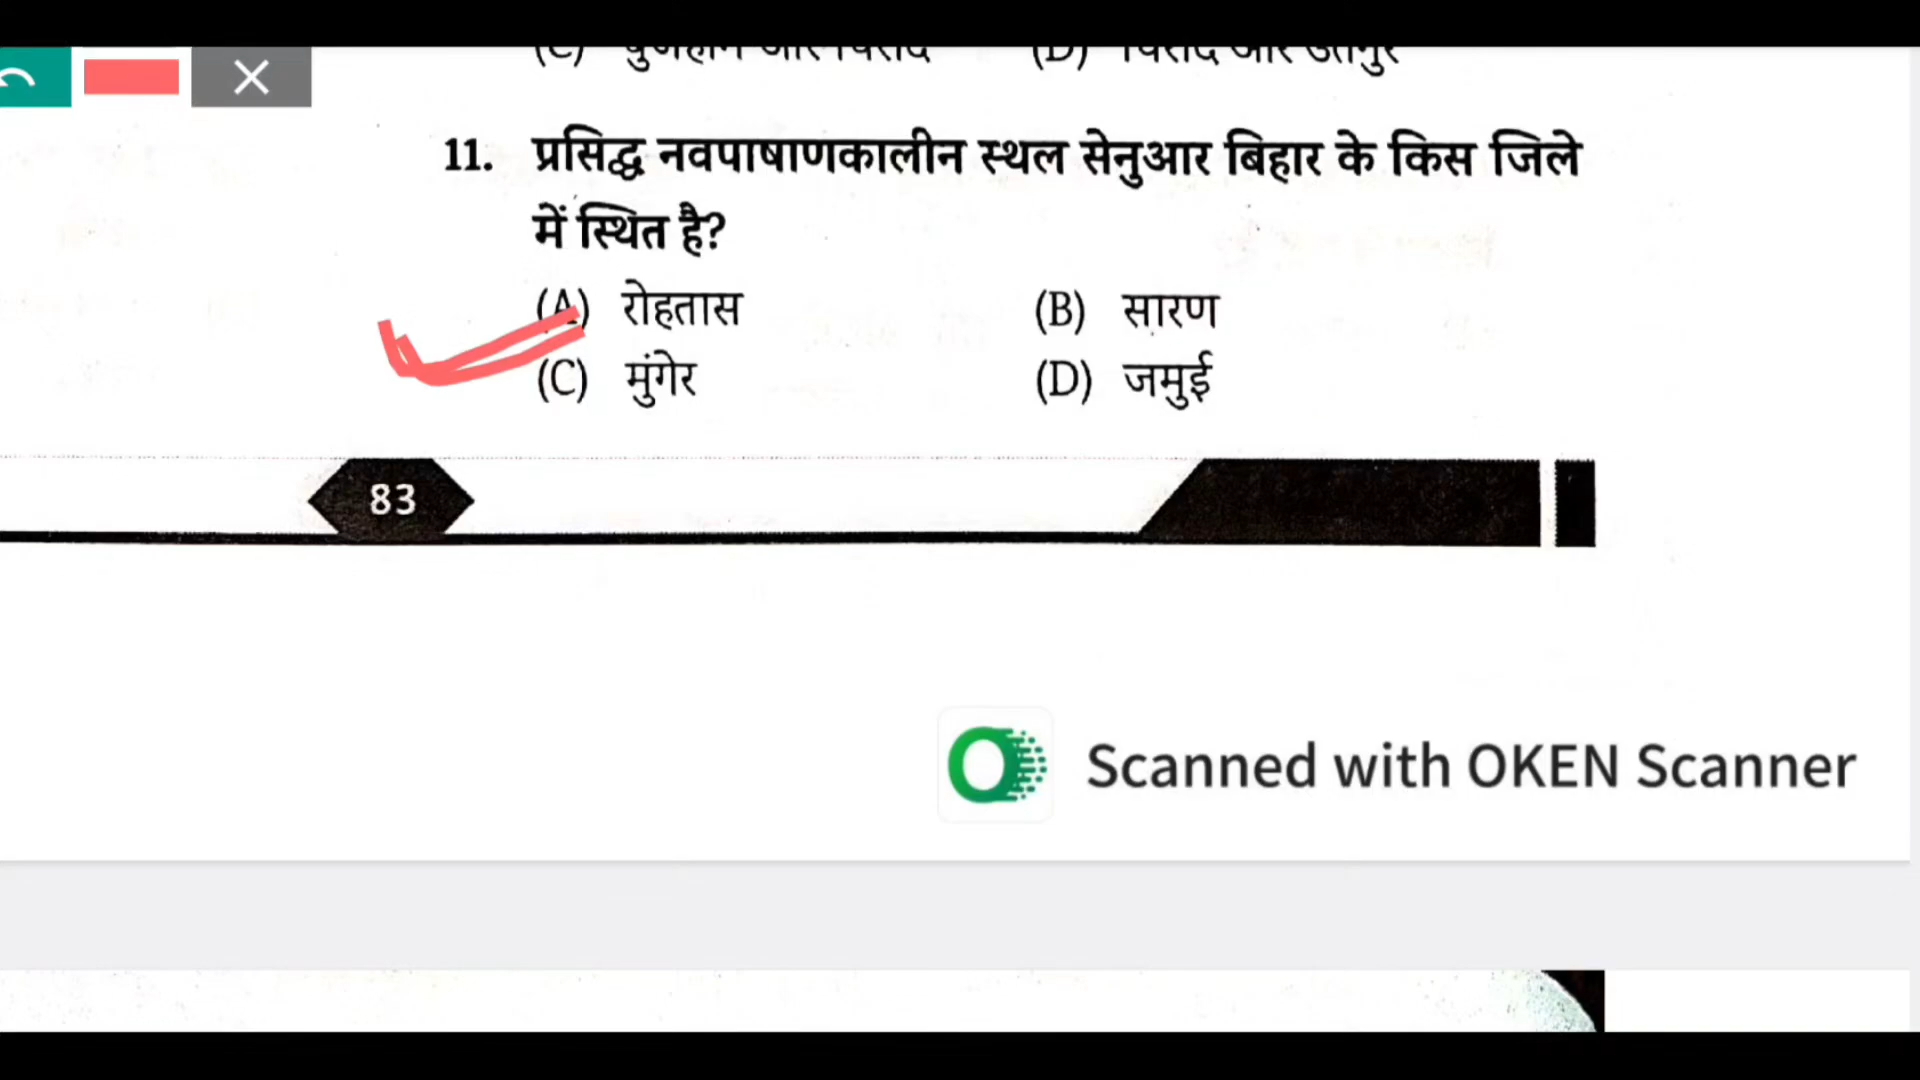 11. प्रसिद्ध नवपाषाणकालीन स्थल सेनुआर बिहार के किस जिले
में स्थित है?
(A) रोहतास (B) सारण
(C) मुंगेर (D) जमुई
83
Scanned with OKEN Scanner